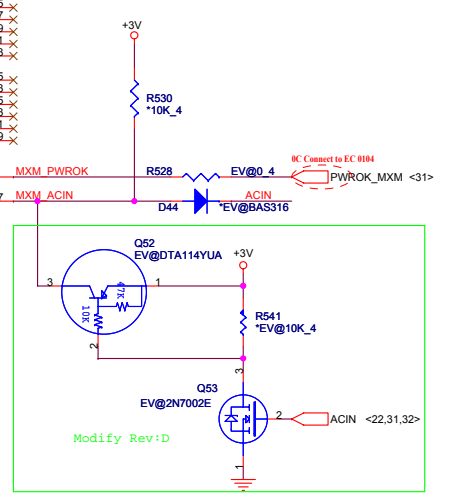 +3V
R530
*10K_4
0C Connect to EC 0104
MXM_PWROK
R528
EV@0_4
PWROK_MXM <31>
7
MXM_ACIN
ACIN
D44
*EV@BAS316
Q52
EV@DTA114YUA
+3V
3
1
47K
10K
2
R541
*EV@10K_4
3
Q53
EV@2N7002E
2
ACIN <22,31,32>
Modify Rev:D
1